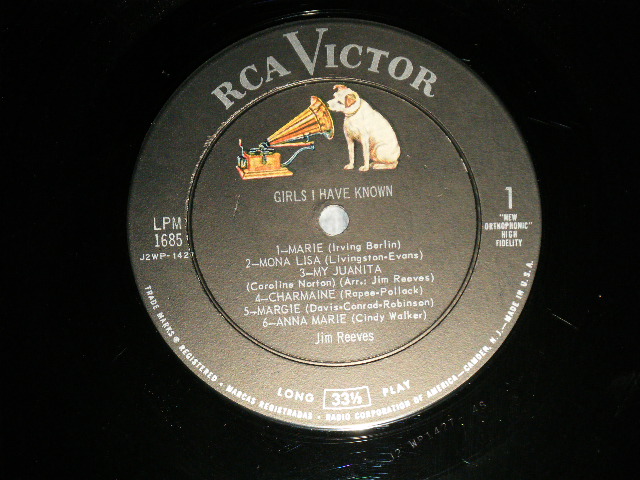 RCA VICTOR
GIRLS I HAVE KNOWN
LPM
1685
J2WP-1427
1
"NEW
ORTHOPHONIC"
HIGH
FIDELITY
1—MARIE (Irving Berlin)
2—MONA LISA (Livingston-Evans)
3—MY JUANITA
(Caroline Norton) (Arr.: Jim Reeves)
4—CHARMAINE (Rapee-Pollack)
5—MARGIE (Davis-Conrad-Robinson)
6—ANNA MARIE (Cindy Walker)
Jim Reeves
LONG 33⅓ PLAY
TRADE MARKS ® REGISTERED • MARCAS REGISTRADAS • RADIO CORPORATION OF AMERICA—CAMDEN, N.J.—MADE IN U.S.A.